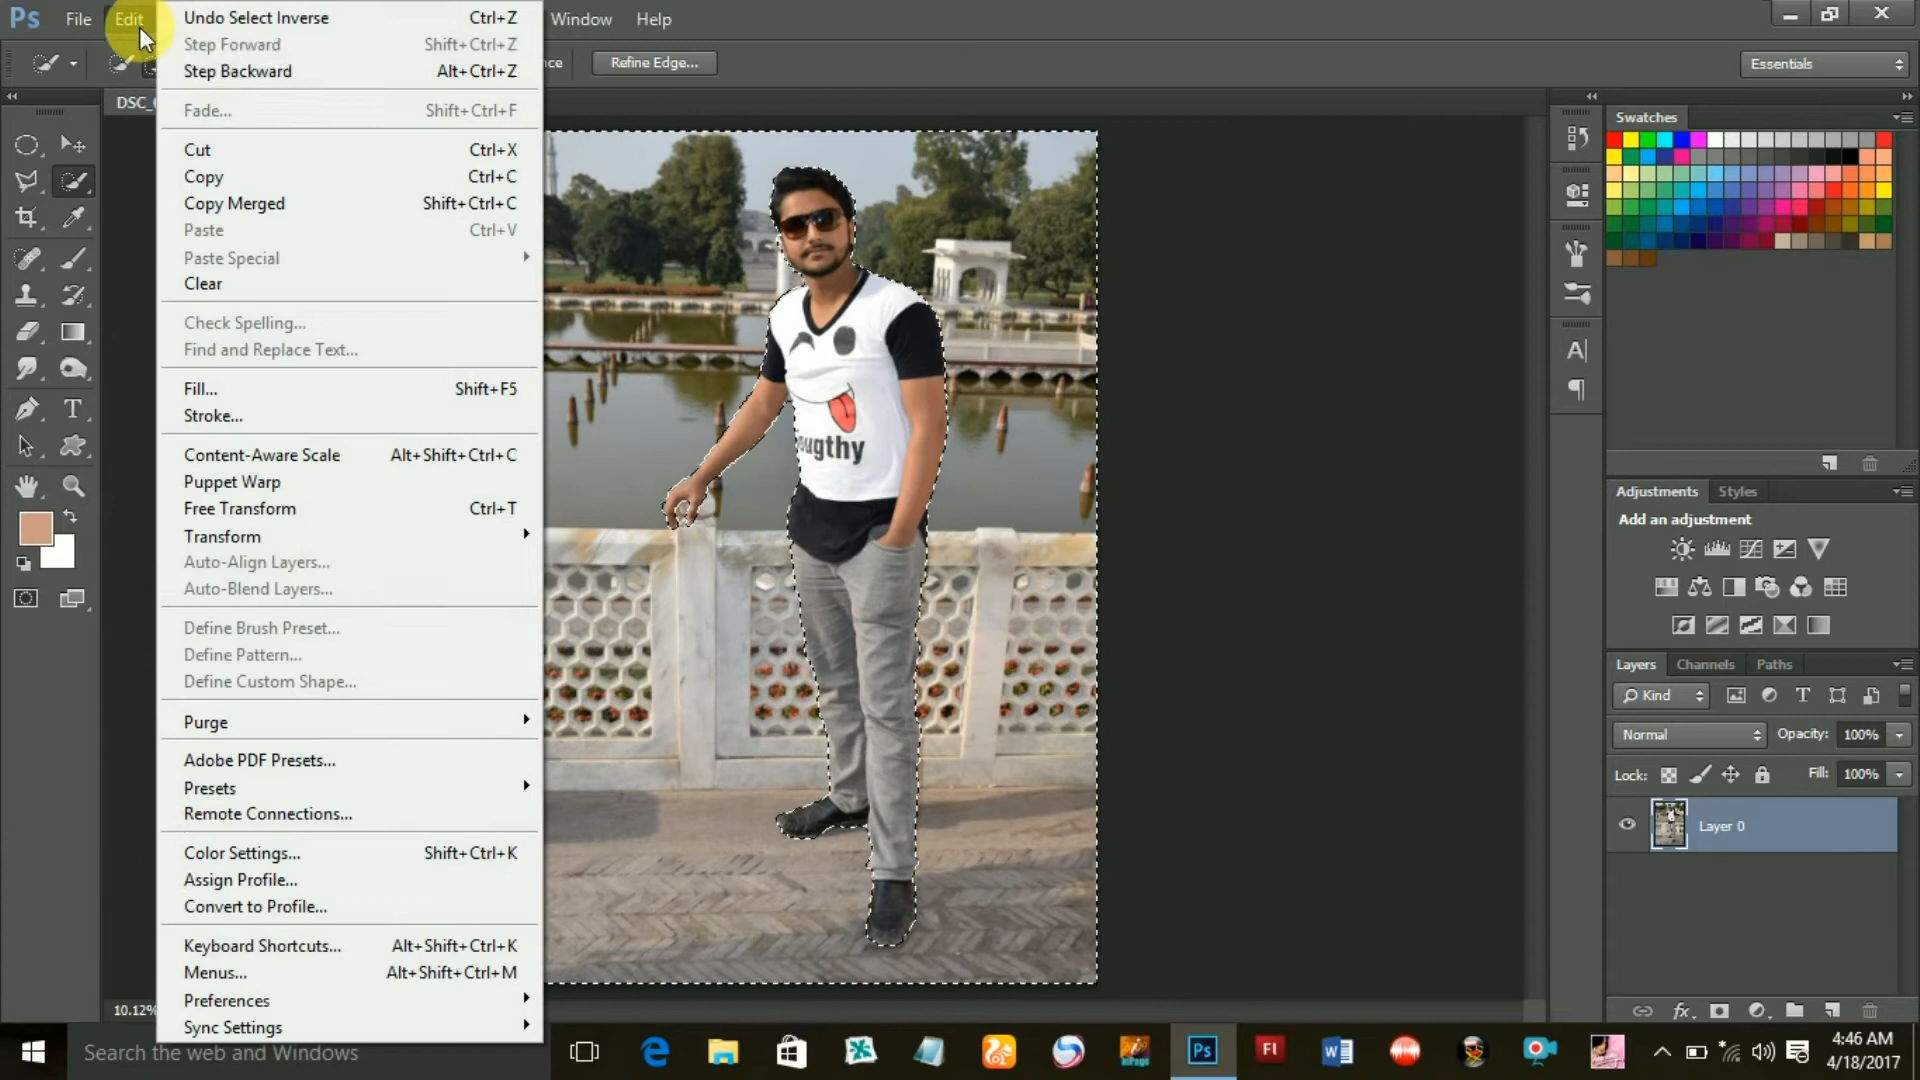 Ps File Edit Window Help
nce Refine Edge... Essentials
DSC_
Undo Select Inverse Ctrl+Z
Step Forward Shift+Ctrl+Z
Step Backward Alt+Ctrl+Z
Fade... Shift+Ctrl+F
Cut Ctrl+X
Copy Ctrl+C
Copy Merged Shift+Ctrl+C
Paste Ctrl+V
Paste Special
Clear
Check Spelling...
Find and Replace Text...
Fill... Shift+F5
Stroke...
Content-Aware Scale Alt+Shift+Ctrl+C
Puppet Warp
Free Transform Ctrl+T
Transform
Auto-Align Layers...
Auto-Blend Layers...
Define Brush Preset...
Define Pattern...
Define Custom Shape...
Purge
Adobe PDF Presets...
Presets
Remote Connections...
Color Settings... Shift+Ctrl+K
Assign Profile...
Convert to Profile...
Keyboard Shortcuts... Alt+Shift+Ctrl+K
Menus... Alt+Shift+Ctrl+M
Preferences
Sync Settings
ougthy
Swatches
Adjustments Styles
Add an adjustment
Layers Channels Paths
Kind
Normal Opacity: 100%
Lock: Fill: 100%
Layer 0
10.12%
Search the web and Windows
Ps Fl
4:46 AM
4/18/2017